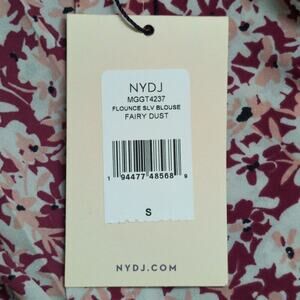 NYDJ
MGGT4237
FLOUNCE SLV BLOUSE
FAIRY DUST
1 94477 48568 9
S
NYDJ.COM